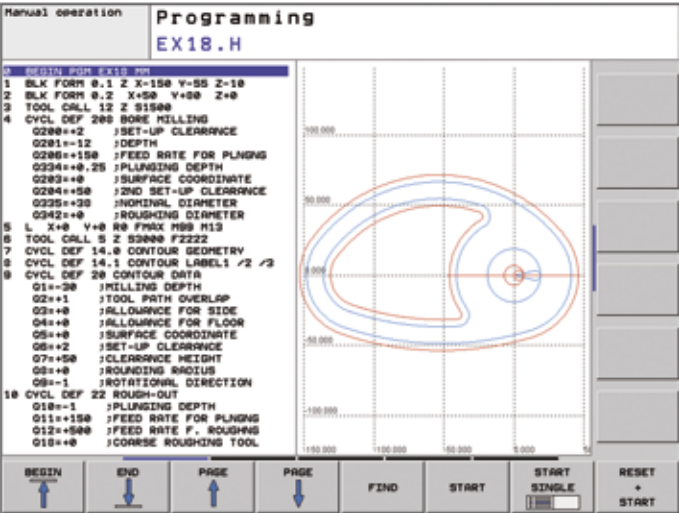 Manual operation
Programming
EX18.H
0 BEGIN PGM EX18 MM
1 BLK FORM 0.1 Z X-150 Y-55 Z-10
2 BLK FORM 0.2 X+50 Y+80 Z+0
3 TOOL CALL 12 Z S1500
4 CYCL DEF 208 BORE MILLING
Q200=+2 ;SET-UP CLEARANCE
Q201=-12 ;DEPTH
Q206=+150 ;FEED RATE FOR PLNGNG
Q334=+0.25 ;PLUNGING DEPTH
Q203=+0 ;SURFACE COORDINATE
Q204=+50 ;2ND SET-UP CLEARANCE
Q335=+38 ;NOMINAL DIAMETER
Q342=+0 ;ROUGHING DIAMETER
5 L X+0 Y+0 R0 FMAX M99 M13
6 TOOL CALL 5 Z S3000 F2222
7 CYCL DEF 14.0 CONTOUR GEOMETRY
8 CYCL DEF 14.1 CONTOUR LABEL1 /2 /3
9 CYCL DEF 20 CONTOUR DATA
Q1=-30 ;MILLING DEPTH
Q2=+1 ;TOOL PATH OVERLAP
Q3=+0 ;ALLOWANCE FOR SIDE
Q4=+0 ;ALLOWANCE FOR FLOOR
Q5=+0 ;SURFACE COORDINATE
Q6=+2 ;SET-UP CLEARANCE
Q7=+50 ;CLEARANCE HEIGHT
Q8=+0 ;ROUNDING RADIUS
Q9=-1 ;ROTATIONAL DIRECTION
10 CYCL DEF 22 ROUGH-OUT
Q10=-1 ;PLUNGING DEPTH
Q11=+150 ;FEED RATE FOR PLNGNG
Q12=+500 ;FEED RATE F. ROUGHNG
Q18=+0 ;COARSE ROUGHING TOOL
100.000
50.000
0.000
-50.000
-100.000
-150.000 -100.000 -50.000 0.000
BEGIN
END
PAGE
PAGE
FIND
START
START
SINGLE
RESET
+
START